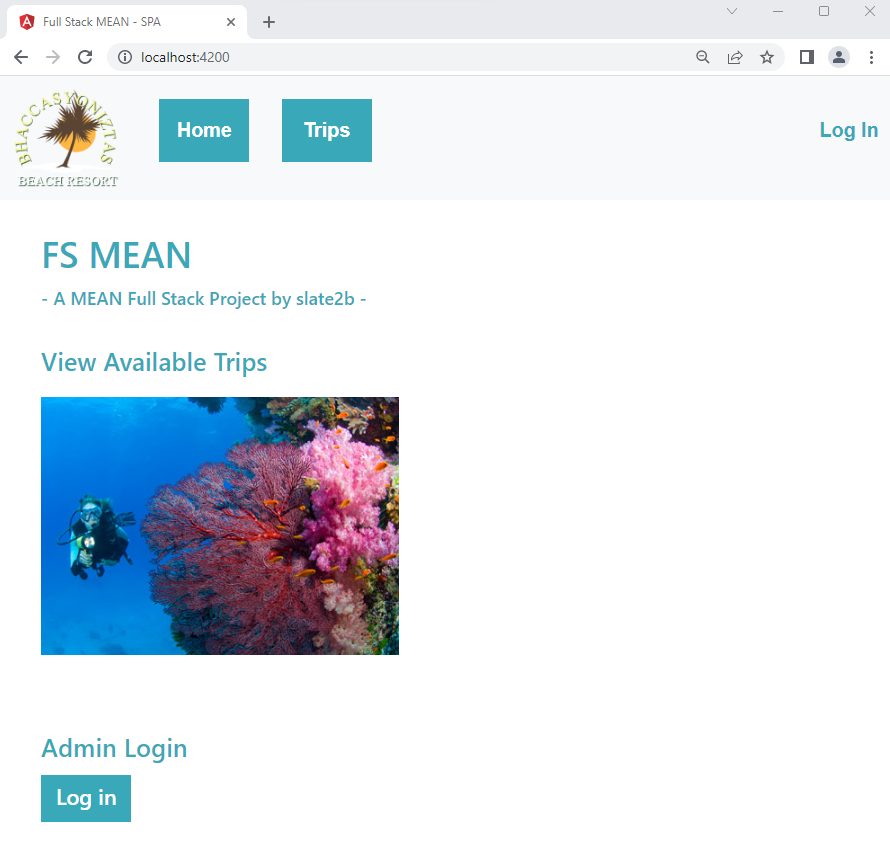 Full Stack MEAN - SPA
localhost:4200
BHACCASYONIZTAS
BEACH RESORT
Home
Trips
Log In
FS MEAN
- A MEAN Full Stack Project by slate2b -
View Available Trips
Admin Login
Log in